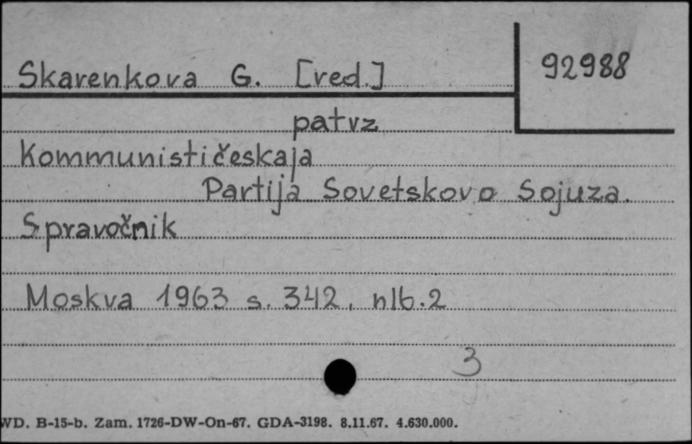 Skarenkova G. [red.]
92988
patrz
Kommunističeskaja
Partija Sovetskovo Sojuza.
Spravočnik
Moskva 1963 s. 342, nlb.2
3
WD. B-15-b. Zam. 1726-DW-On-67. GDA-3198. 8.11.67. 4.630.000.